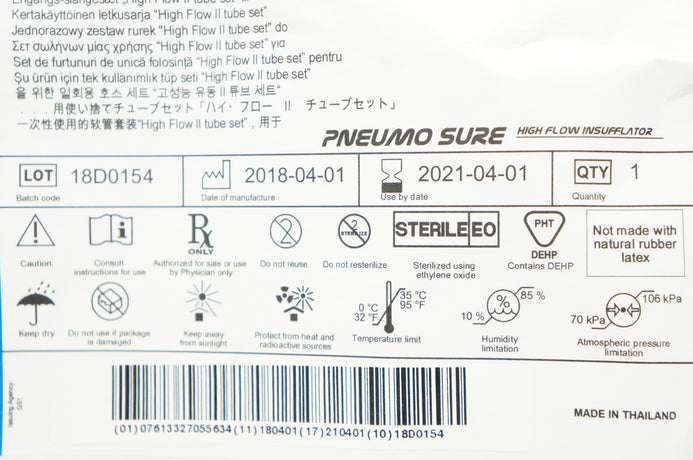 Kertakäyttöinen letkusarja "High Flow II tube set"
Jednorazowy zestaw rurek "High Flow II tube set" do
Σετ σωλήνων μίας χρήσης "High Flow II tube set" για
Set de furtunuri de unică folosință "High Flow II tube set" pentru
Şu ürün için tek kullanımlık tüp seti "High Flow II tube set"
을 위한 일회용 호스 세트 "고성능 유동 II 튜브 세트"
...用使い捨てチューブセット「ハイ・フロー II チューブセット」
一次性使用的软管套装"High Flow II tube set", 用于
PNEUMO SURE HIGH FLOW INSUFFLATOR
LOT 18D0154 2018-04-01 2021-04-01 QTY 1
Batch code Date of manufacture Use by date Quantity
i Rx ONLY 2 2 STERILIZE STERILE EO PHT DEHP
Not made with
natural rubber
latex
Caution
Consult
instructions for use
Authorized for sale or use
by Physician only
Do not reuse
Do not resterilize
Sterilized using
ethylene oxide
Contains DEHP
Keep dry
Do not use if package
is damaged
Keep away
from sunlight
Protect from heat and
radioactive sources
0 °C
32 °F
35 °C
95 °F
Temperature limit
10 %
%
85 %
Humidity
limitation
70 kPa
106 kPa
Atmospheric pressure
limitation
Issuing Agency
GS1
(01)07613327055634(11)180401(17)210401(10)18D0154
MADE IN THAILAND